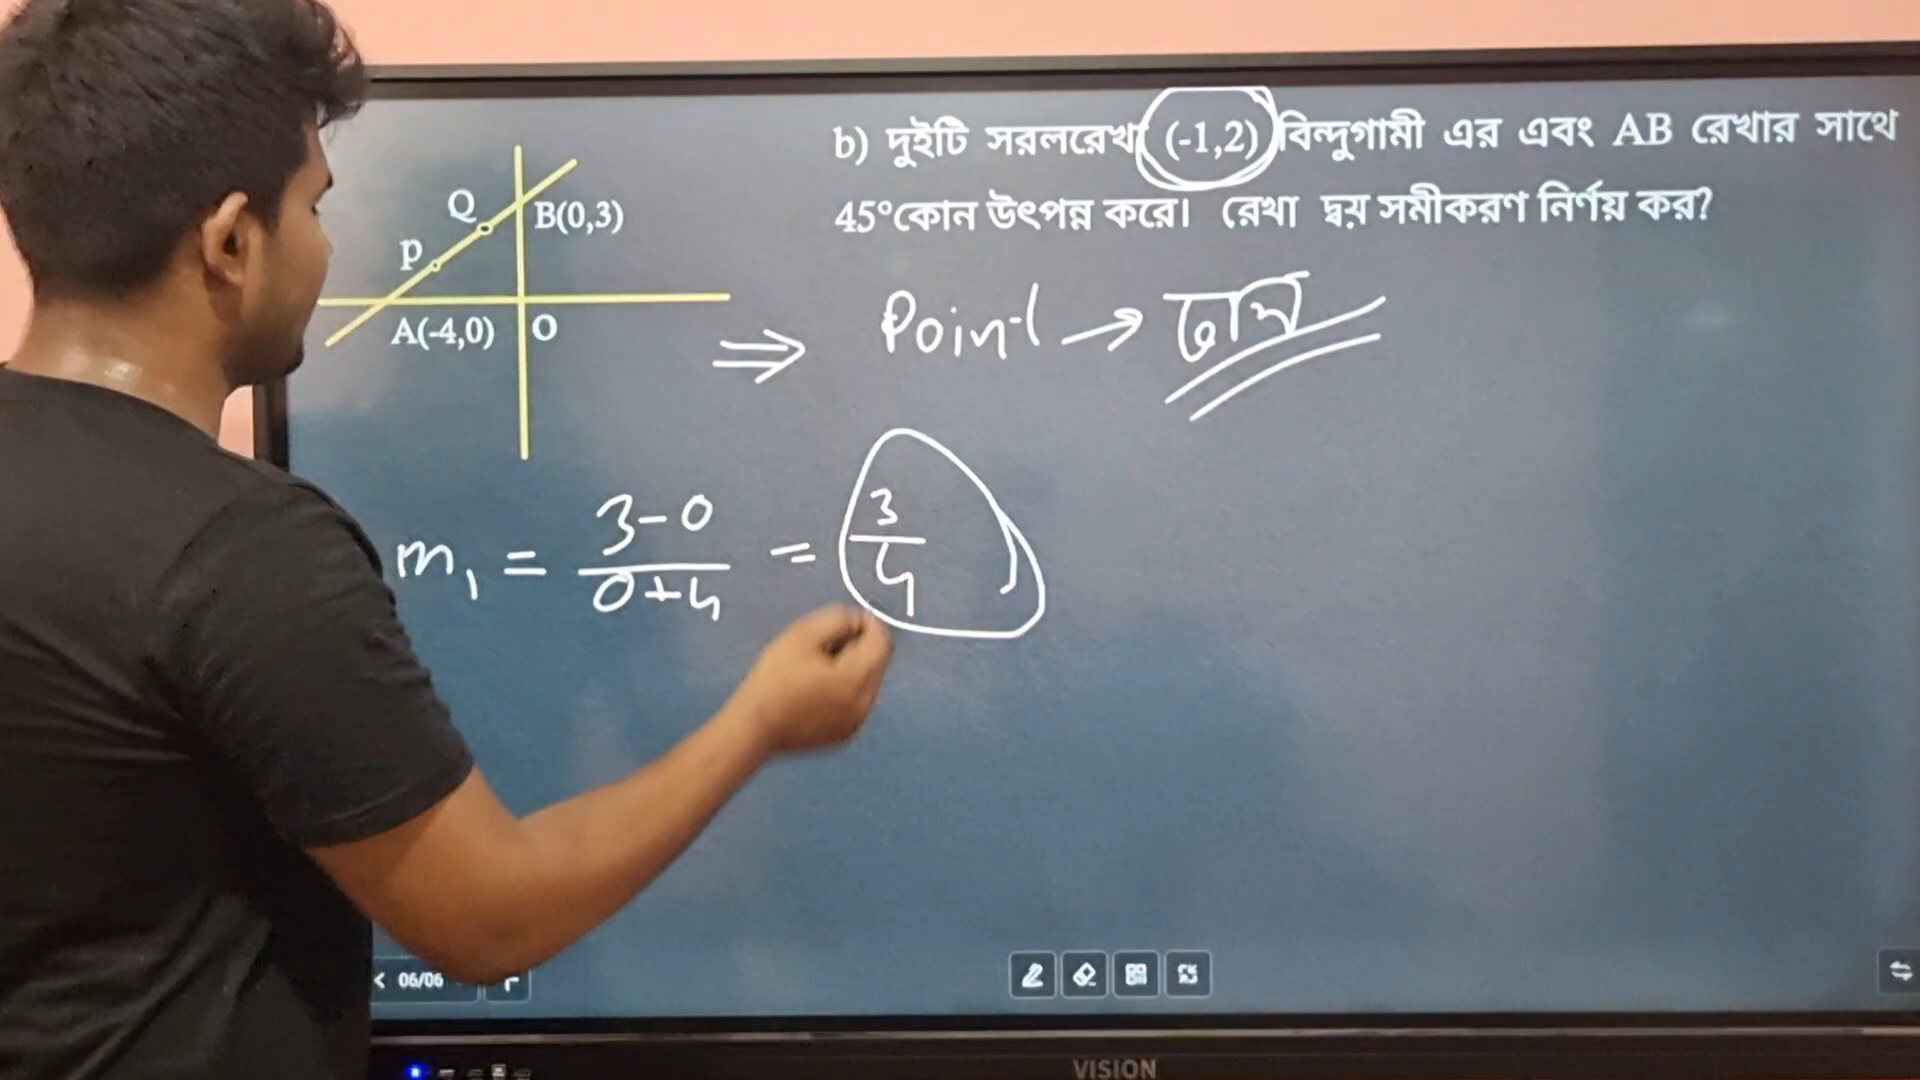 b) দুইটি সরলরেখা (-1,2) বিন্দুগামী এর এবং AB রেখার সাথে
45°কোন উৎপন্ন করে। রেখা দ্বয় সমীকরণ নির্ণয় কর?
Q
B(0,3)
P
A(-4,0) O
⇒ Point → ঢাল
m₁ = 3-0 / 0+4 = 3/4
< 06/06
VISION